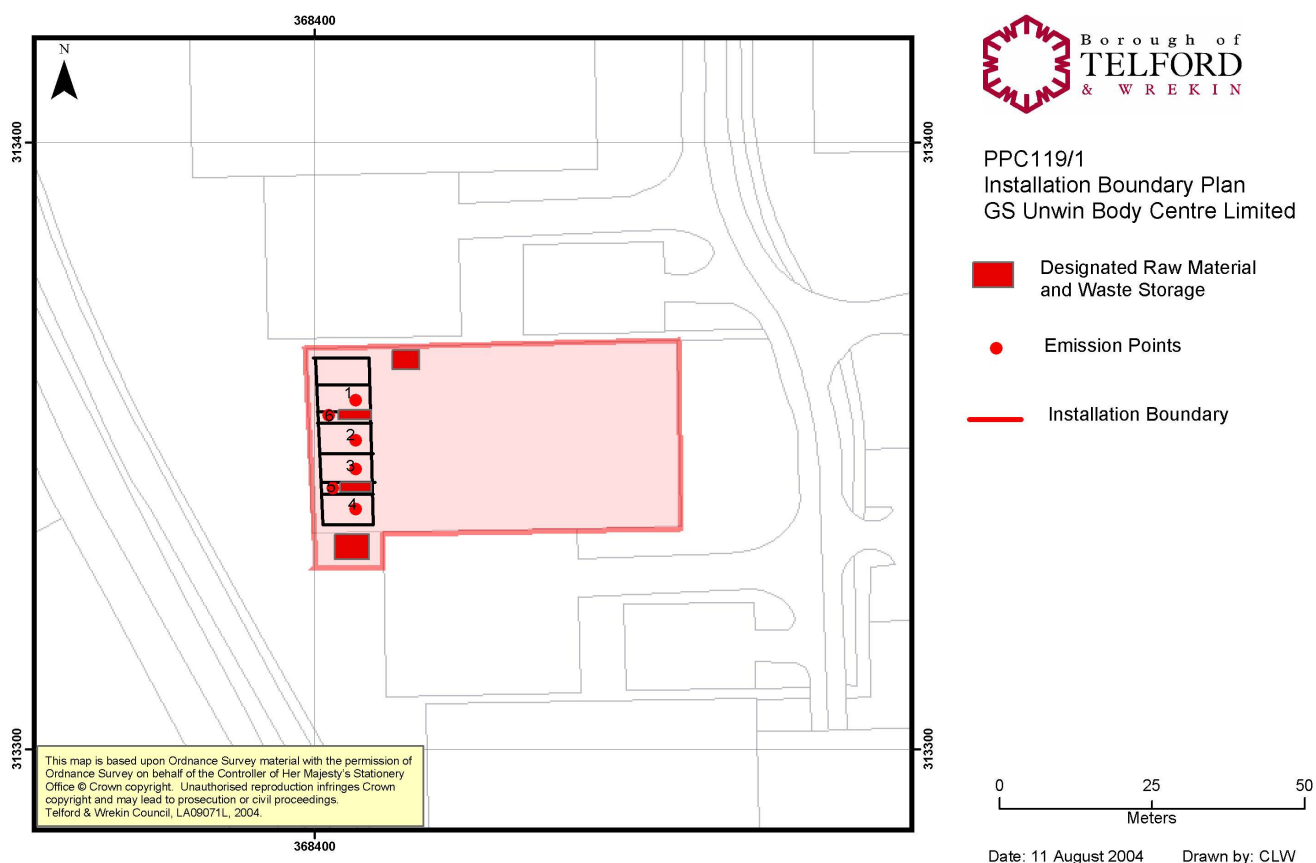 368400
N
313400
313400
1
6
2
3
5
4
313300
313300
368400
This map is based upon Ordnance Survey material with the permission of
Ordnance Survey on behalf of the Controller of Her Majesty's Stationery
Office © Crown copyright. Unauthorised reproduction infringes Crown
copyright and may lead to prosecution or civil proceedings.
Telford & Wrekin Council, LA09071L, 2004.
Borough of
TELFORD
& WREKIN
PPC119/1
Installation Boundary Plan
GS Unwin Body Centre Limited
Designated Raw Material
and Waste Storage
Emission Points
Installation Boundary
0 25 50
Meters
Date: 11 August 2004 Drawn by: CLW